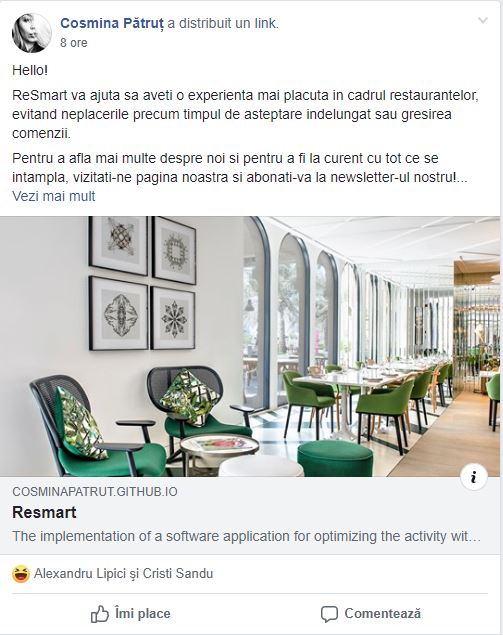 Cosmina Pătruț a distribuit un link.
8 ore
Hello!
ReSmart va ajuta sa aveti o experienta mai placuta in cadrul restaurantelor,
evitand neplacerile precum timpul de asteptare indelungat sau gresirea
comenzii.
Pentru a afla mai multe despre noi si pentru a fi la curent cu tot ce se
intampla, vizitati-ne pagina noastra si abonati-va la newsletter-ul nostru!...
Vezi mai mult
i
COSMINAPATRUT.GITHUB.IO
Resmart
The implementation of a software application for optimizing the activity wit...
Alexandru Lipici și Cristi Sandu
Îmi place
Comentează